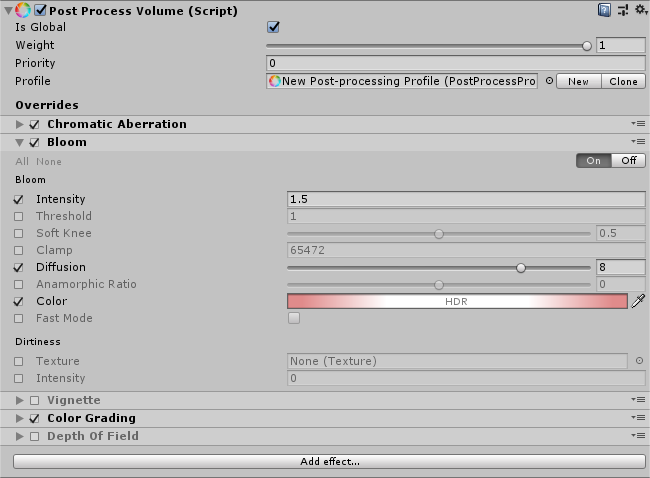 Post Process Volume (Script)
Is Global
Weight 1
Priority 0
Profile New Post-processing Profile (PostProcessPro New Clone
Overrides
Chromatic Aberration
Bloom
All None On Off
Bloom
Intensity 1.5
Threshold 1
Soft Knee 0.5
Clamp 65472
Diffusion 8
Anamorphic Ratio 0
Color HDR
Fast Mode
Dirtiness
Texture None (Texture)
Intensity 0
Vignette
Color Grading
Depth Of Field
Add effect...